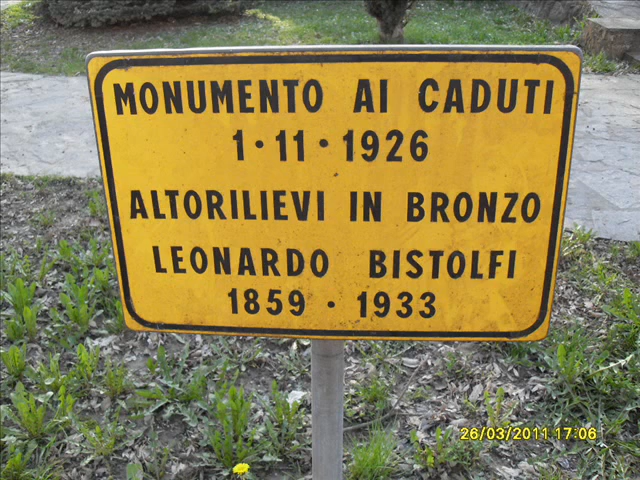 MONUMENTO AI CADUTI
1·11·1926
ALTORILIEVI IN BRONZO
LEONARDO BISTOLFI
1859·1933
26/03/2011 17:06